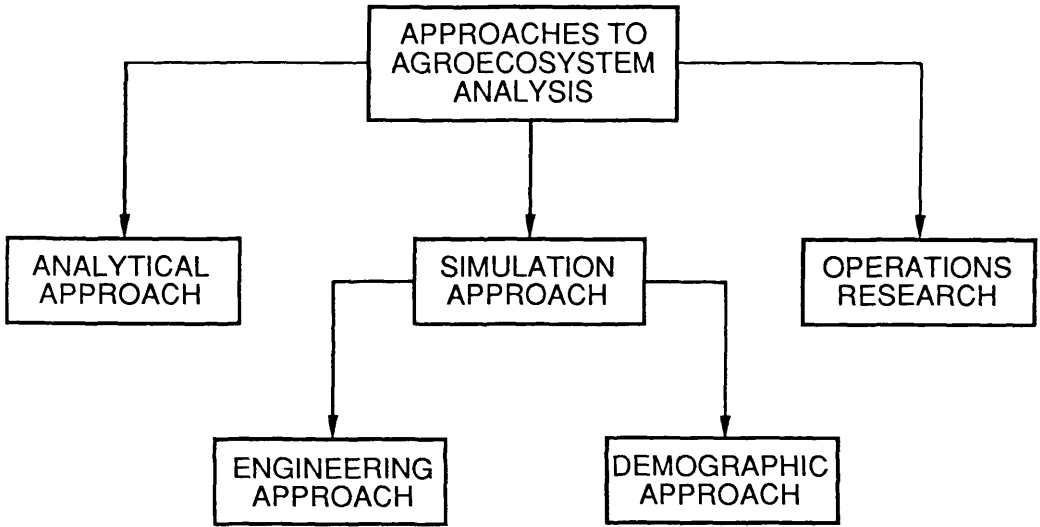 APPROACHES TO
AGROECOSYSTEM
ANALYSIS
ANALYTICAL
APPROACH
SIMULATION
APPROACH
OPERATIONS
RESEARCH
ENGINEERING
APPROACH
DEMOGRAPHIC
APPROACH